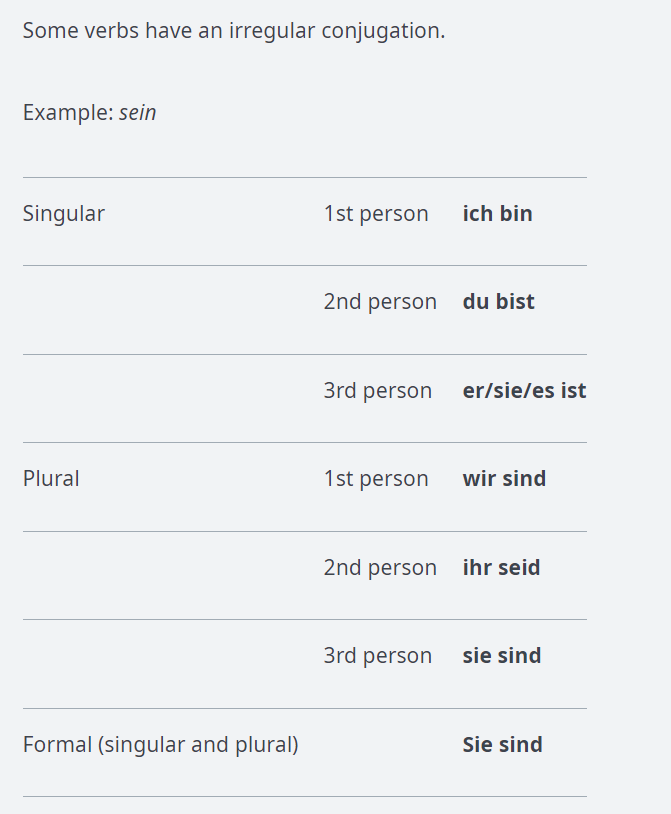 Some verbs have an irregular conjugation.
Example: sein
Singular 1st person ich bin
2nd person du bist
3rd person er/sie/es ist
Plural 1st person wir sind
2nd person ihr seid
3rd person sie sind
Formal (singular and plural) Sie sind